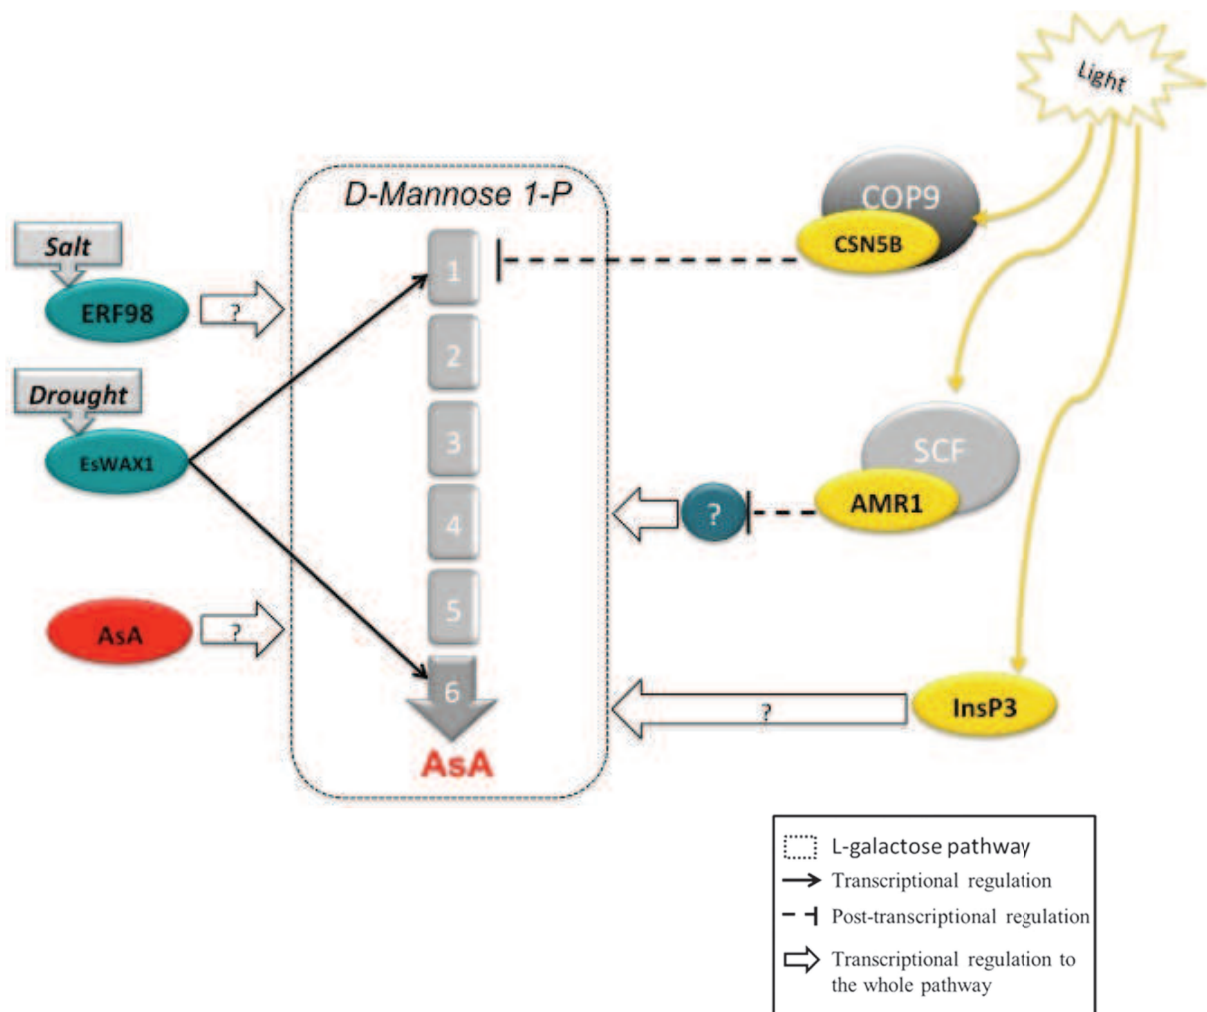 Light
D-Mannose 1-P
COP9
CSN5B
Salt
ERF98
?
1
2
Drought
EsWAX1
3
SCF
AMR1
4
?
5
AsA
?
6
InsP3
?
AsA
L-galactose pathway
Transcriptional regulation
Post-transcriptional regulation
Transcriptional regulation to
the whole pathway